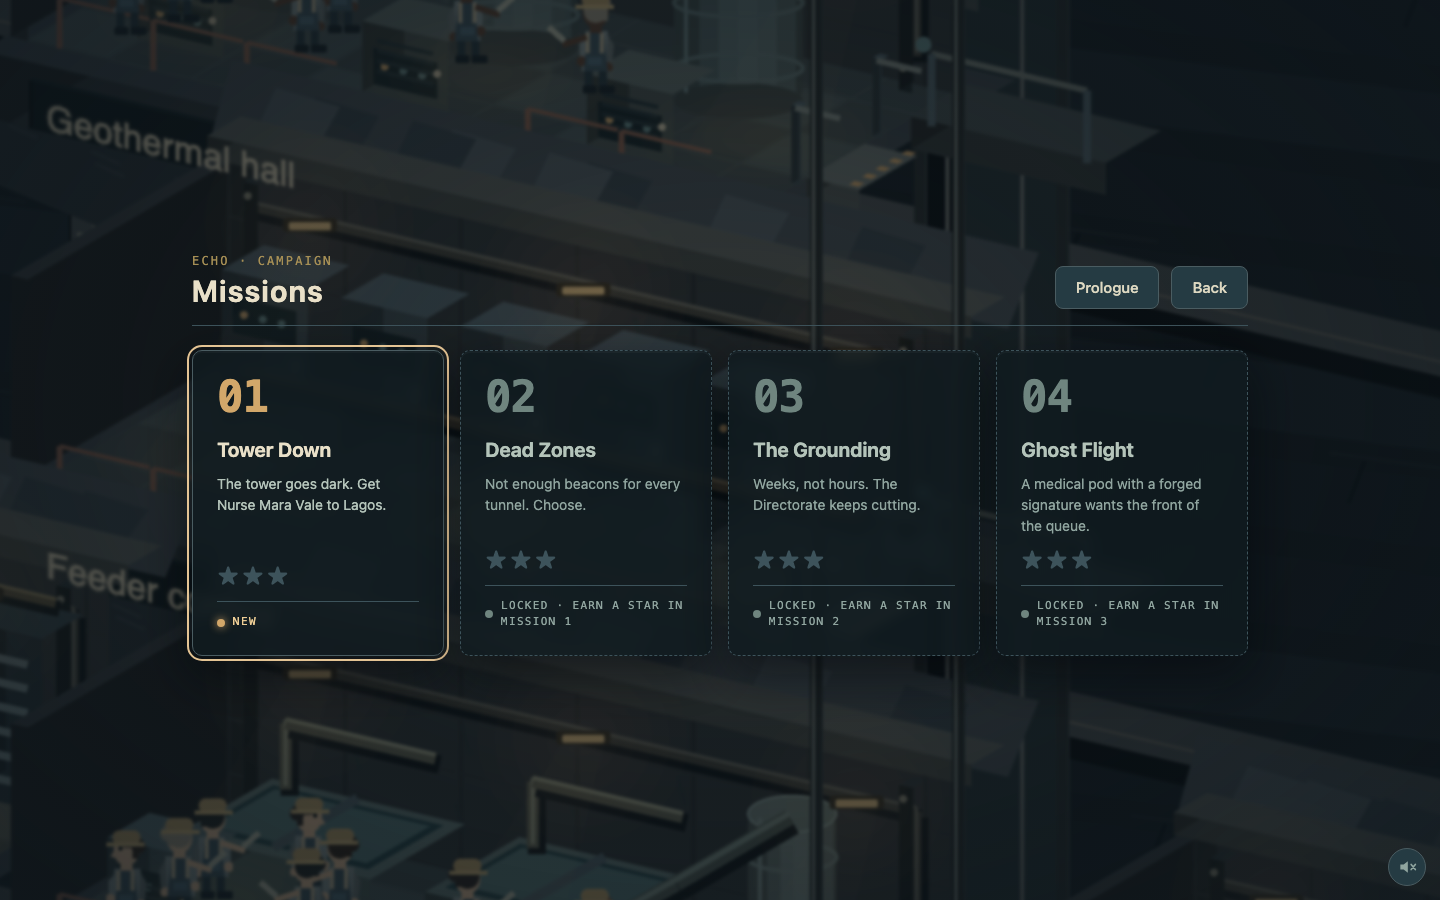 Geothermal hall
ECHO · CAMPAIGN
Missions
Prologue
Back
01
Tower Down
The tower goes dark. Get
Nurse Mara Vale to Lagos.
NEW
02
Dead Zones
Not enough beacons for every
tunnel. Choose.
LOCKED · EARN A STAR IN
MISSION 1
03
The Grounding
Weeks, not hours. The
Directorate keeps cutting.
LOCKED · EARN A STAR IN
MISSION 2
04
Ghost Flight
A medical pod with a forged
signature wants the front of
the queue.
LOCKED · EARN A STAR IN
MISSION 3
Feeder